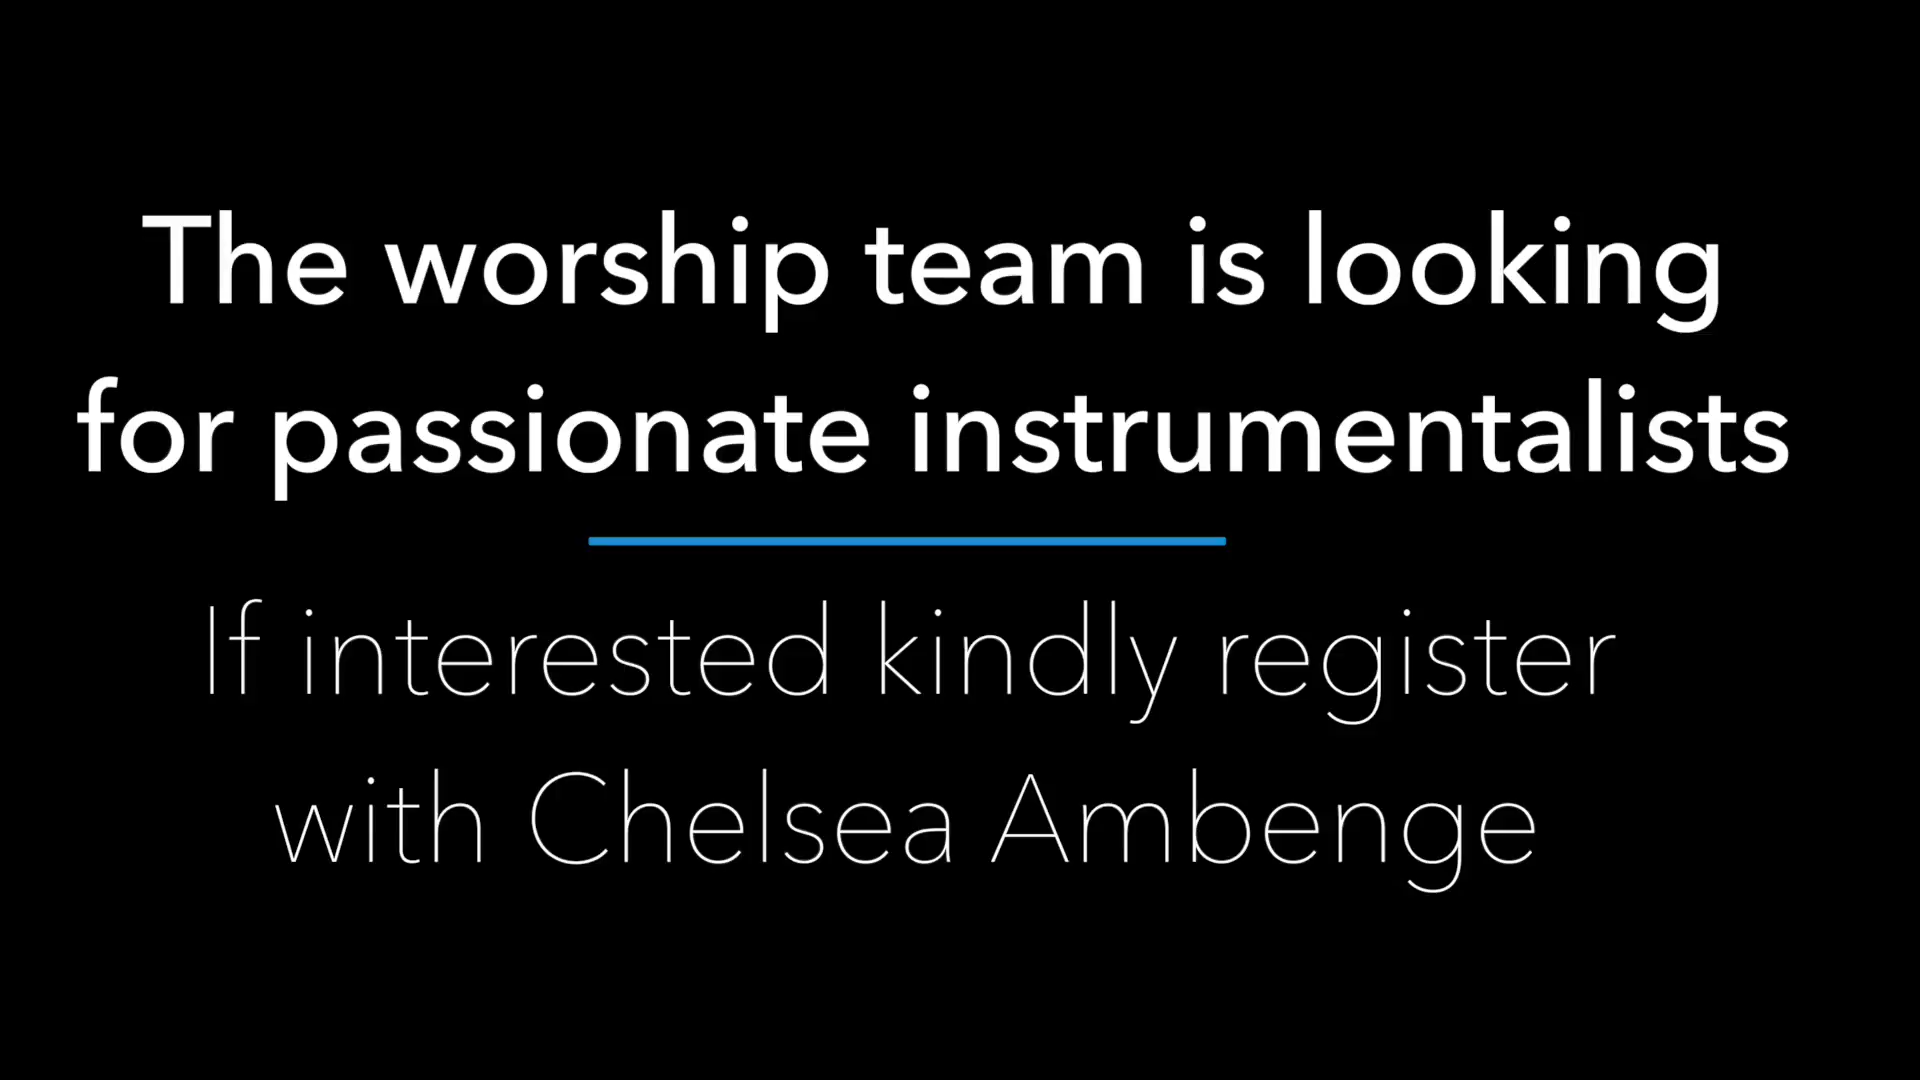 The worship team is looking
for passionate instrumentalists
If interested kindly register
with Chelsea Ambenge